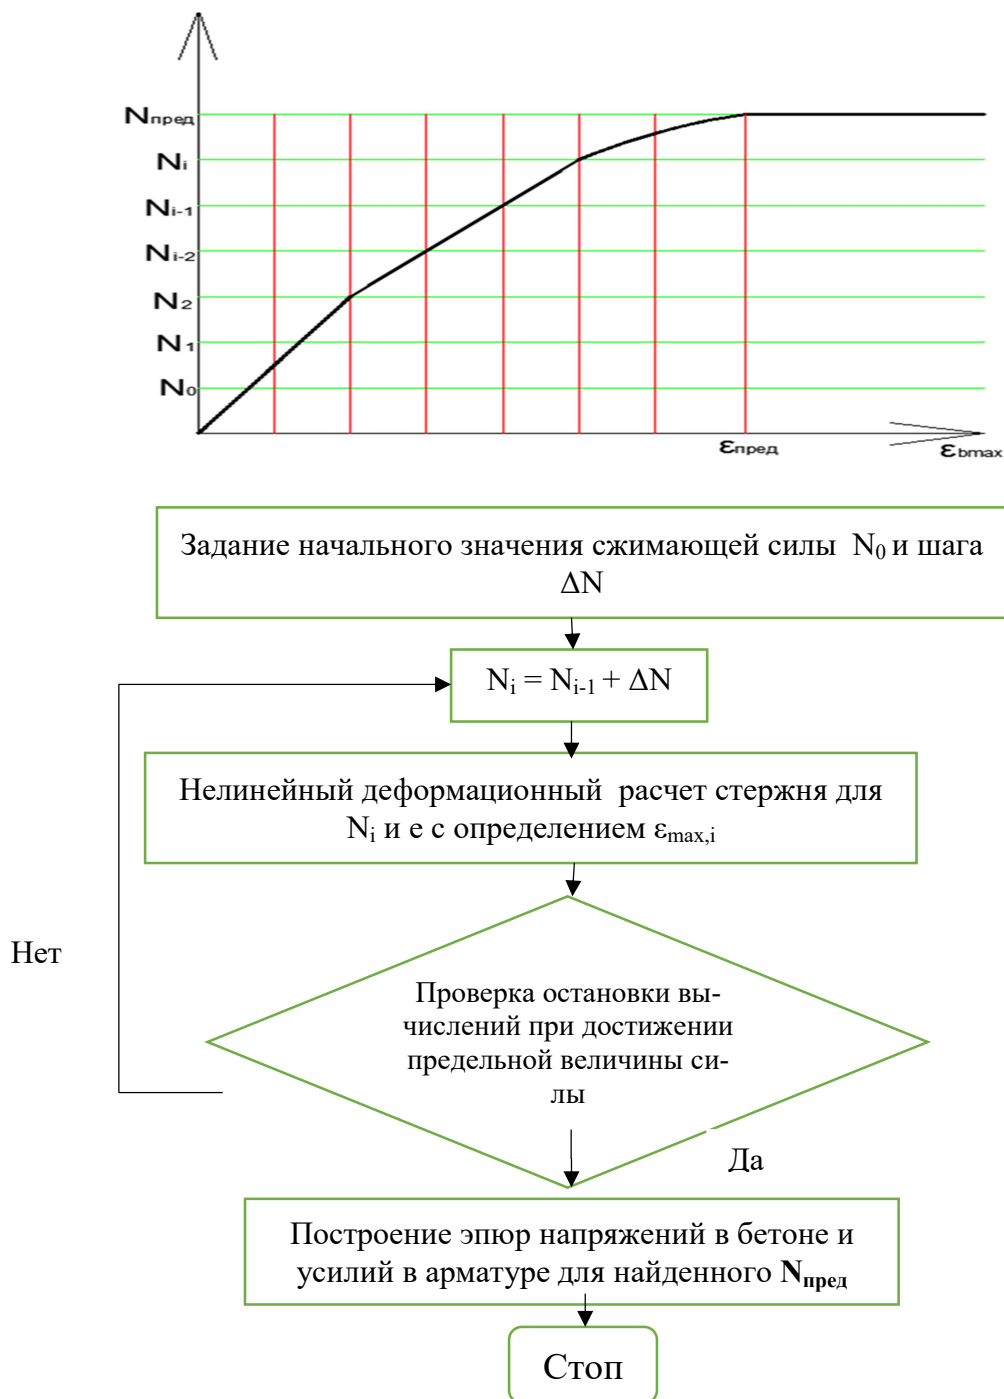 Nпред
Ni
Ni-1
Ni-2
N2
N1
N0
εпред
εbmax
Задание начального значения сжимающей силы N0 и шага
ΔN
Ni = Ni-1 + ΔN
Нелинейный деформационный расчет стержня для
Ni и e с определением εmax,i
Нет
Проверка остановки вы-
числений при достижении
предельной величины си-
лы
Да
Построение эпюр напряжений в бетоне и
усилий в арматуре для найденного Nпред
Стоп